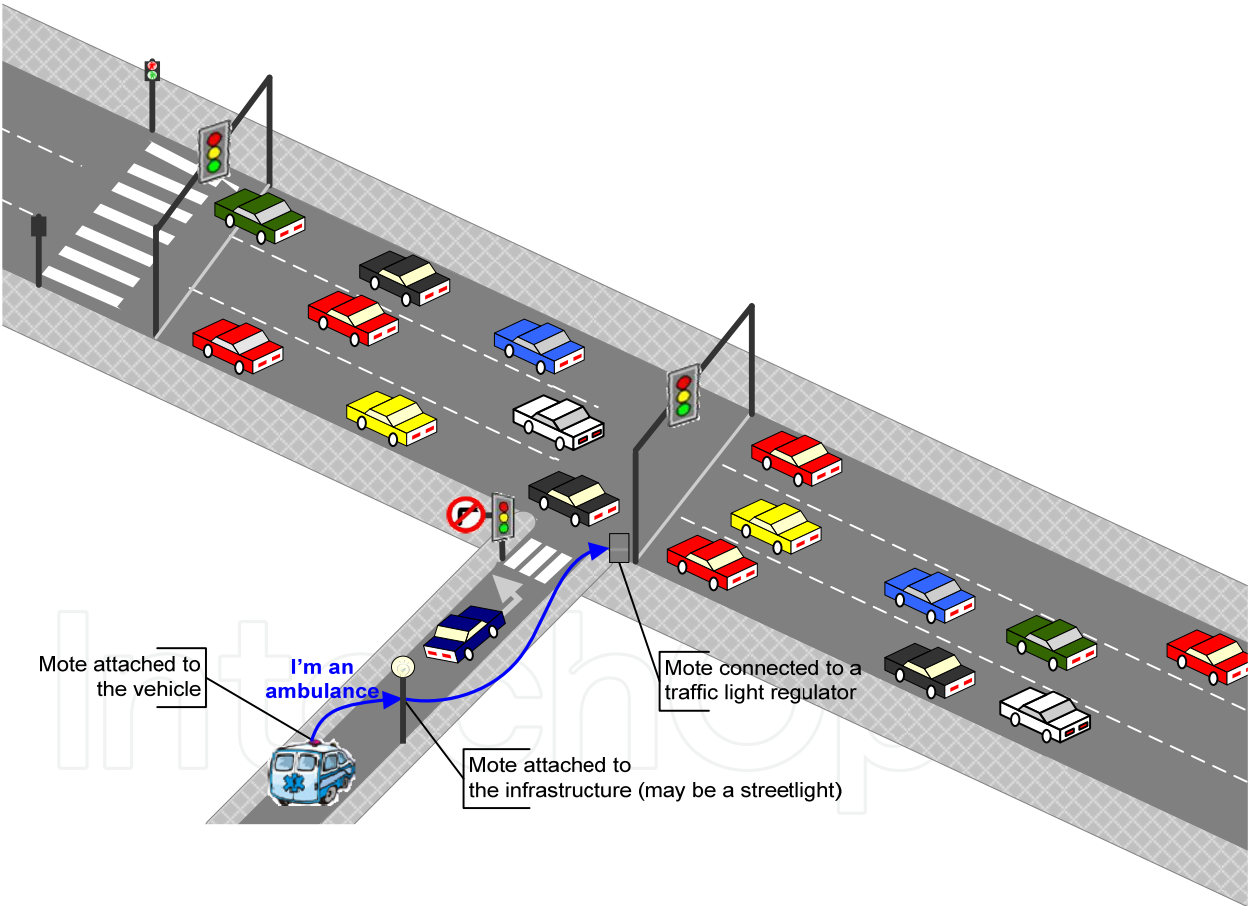 Mote attached to
the vehicle
I'm an
ambulance
Mote connected to a
traffic light regulator
Mote attached to
the infrastructure (may be a streetlight)
IntechOpen